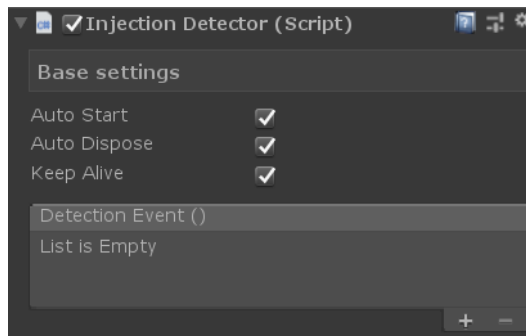 Injection Detector (Script)
Base settings
Auto Start
Auto Dispose
Keep Alive
Detection Event ()
List is Empty